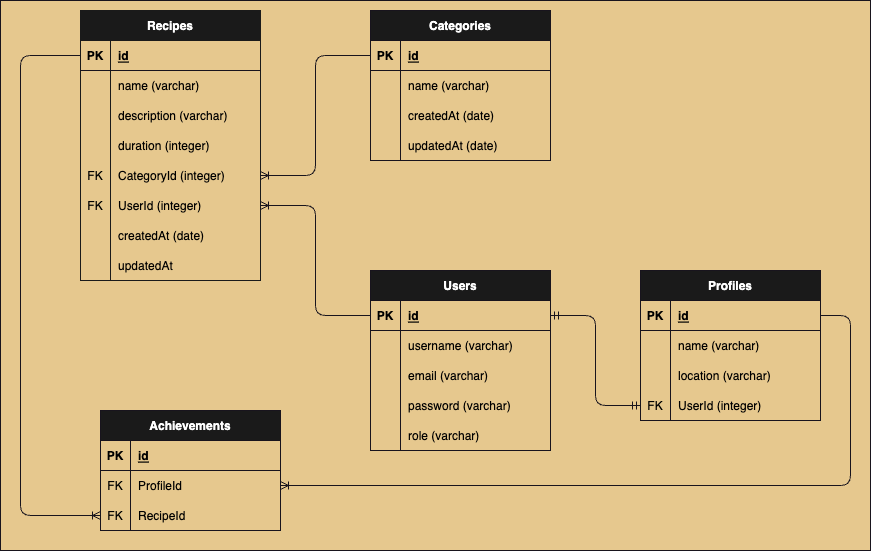 Recipes
PK id
name (varchar)
description (varchar)
duration (integer)
FK CategoryId (integer)
FK UserId (integer)
createdAt (date)
updatedAt
Categories
PK id
name (varchar)
createdAt (date)
updatedAt (date)
Users
PK id
username (varchar)
email (varchar)
password (varchar)
role (varchar)
Profiles
PK id
name (varchar)
location (varchar)
FK UserId (integer)
Achievements
PK id
FK ProfileId
FK RecipeId